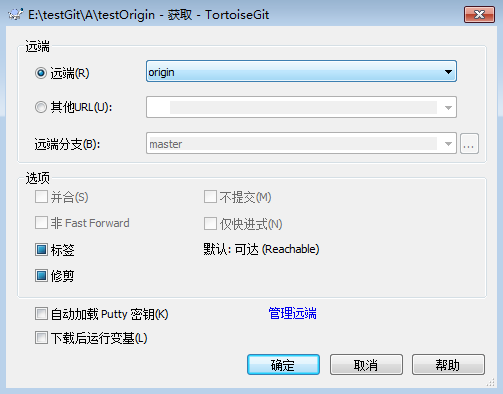 E:\testGit\A\testOrigin - 获取 - TortoiseGit
远端
远端(R)
origin
其他URL(U):
远端分支(B):
master
...
选项
并合(S)
不提交(M)
非 Fast Forward
仅快进式(N)
标签
默认: 可达 (Reachable)
修剪
自动加载 Putty 密钥(K)
管理远端
下载后运行变基(L)
确定
取消
帮助